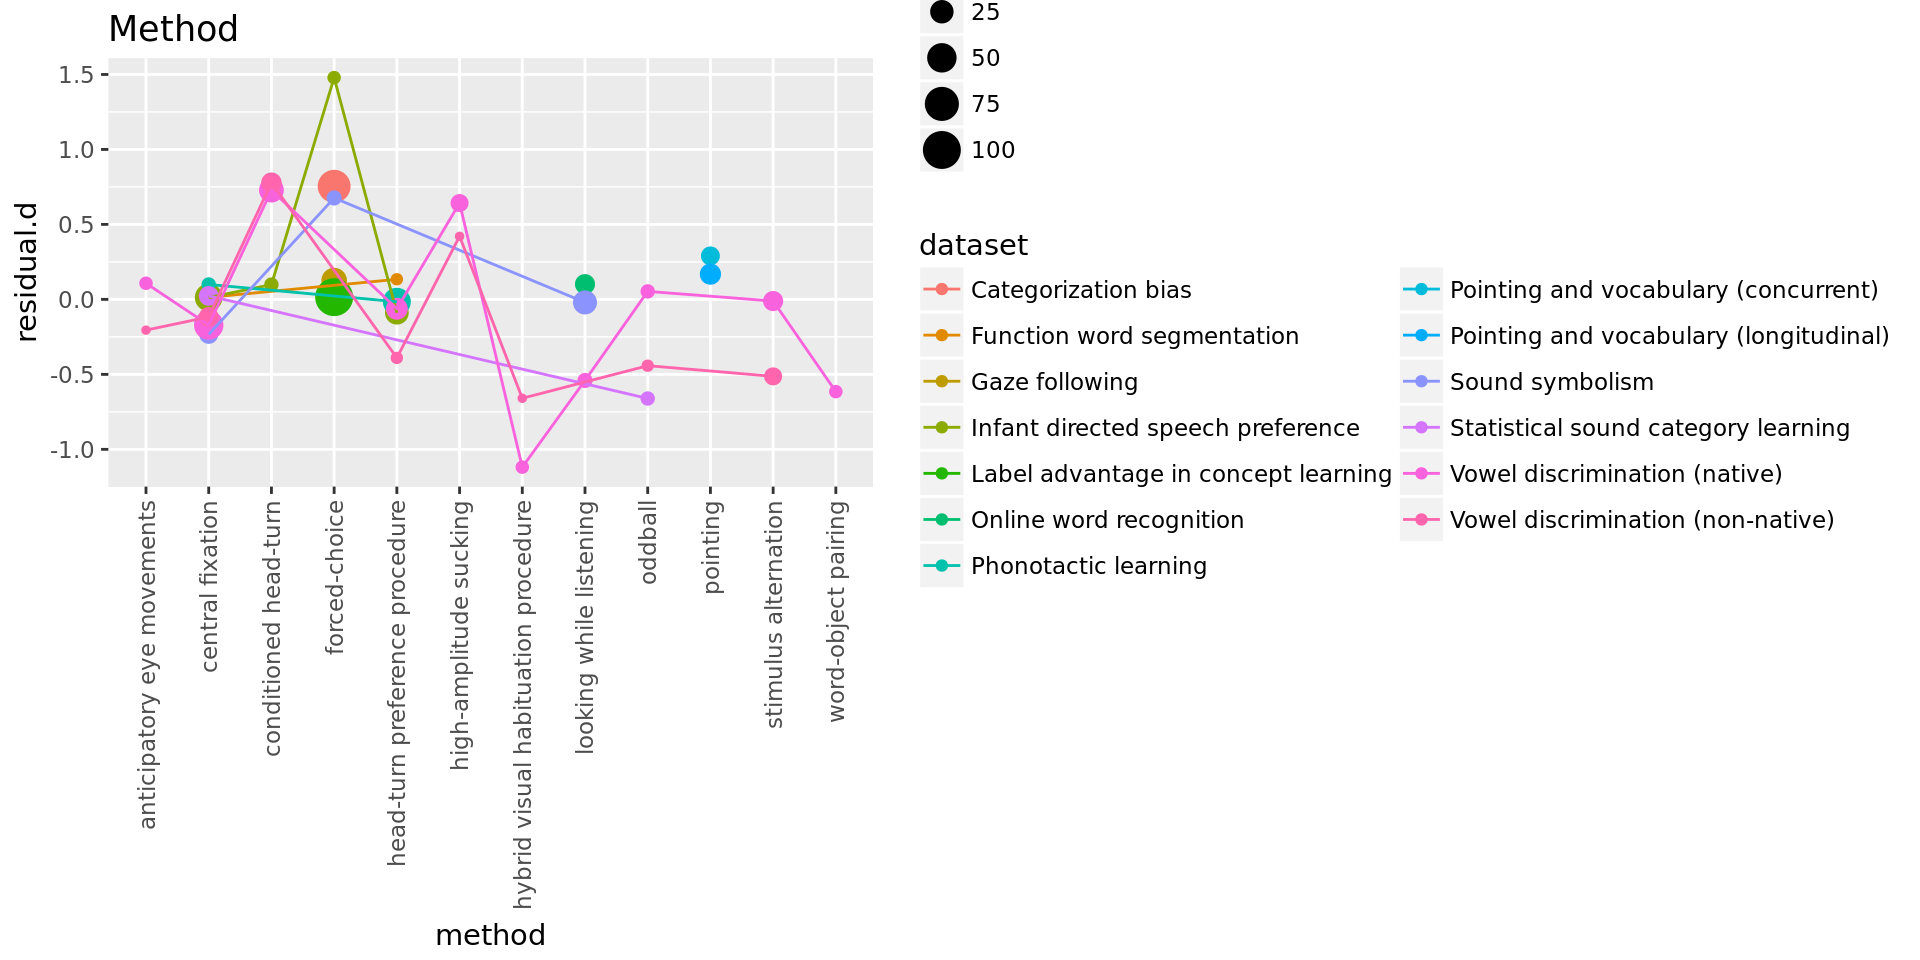 Method
residual.d
1.5
1.0
0.5
0.0
-0.5
-1.0
anticipatory eye movements
central fixation
conditioned head-turn
forced-choice
head-turn preference procedure
high-amplitude sucking
hybrid visual habituation procedure
looking while listening
oddball
pointing
stimulus alternation
word-object pairing
method
25
50
75
100
dataset
Categorization bias
Function word segmentation
Gaze following
Infant directed speech preference
Label advantage in concept learning
Online word recognition
Phonotactic learning
Pointing and vocabulary (concurrent)
Pointing and vocabulary (longitudinal)
Sound symbolism
Statistical sound category learning
Vowel discrimination (native)
Vowel discrimination (non-native)